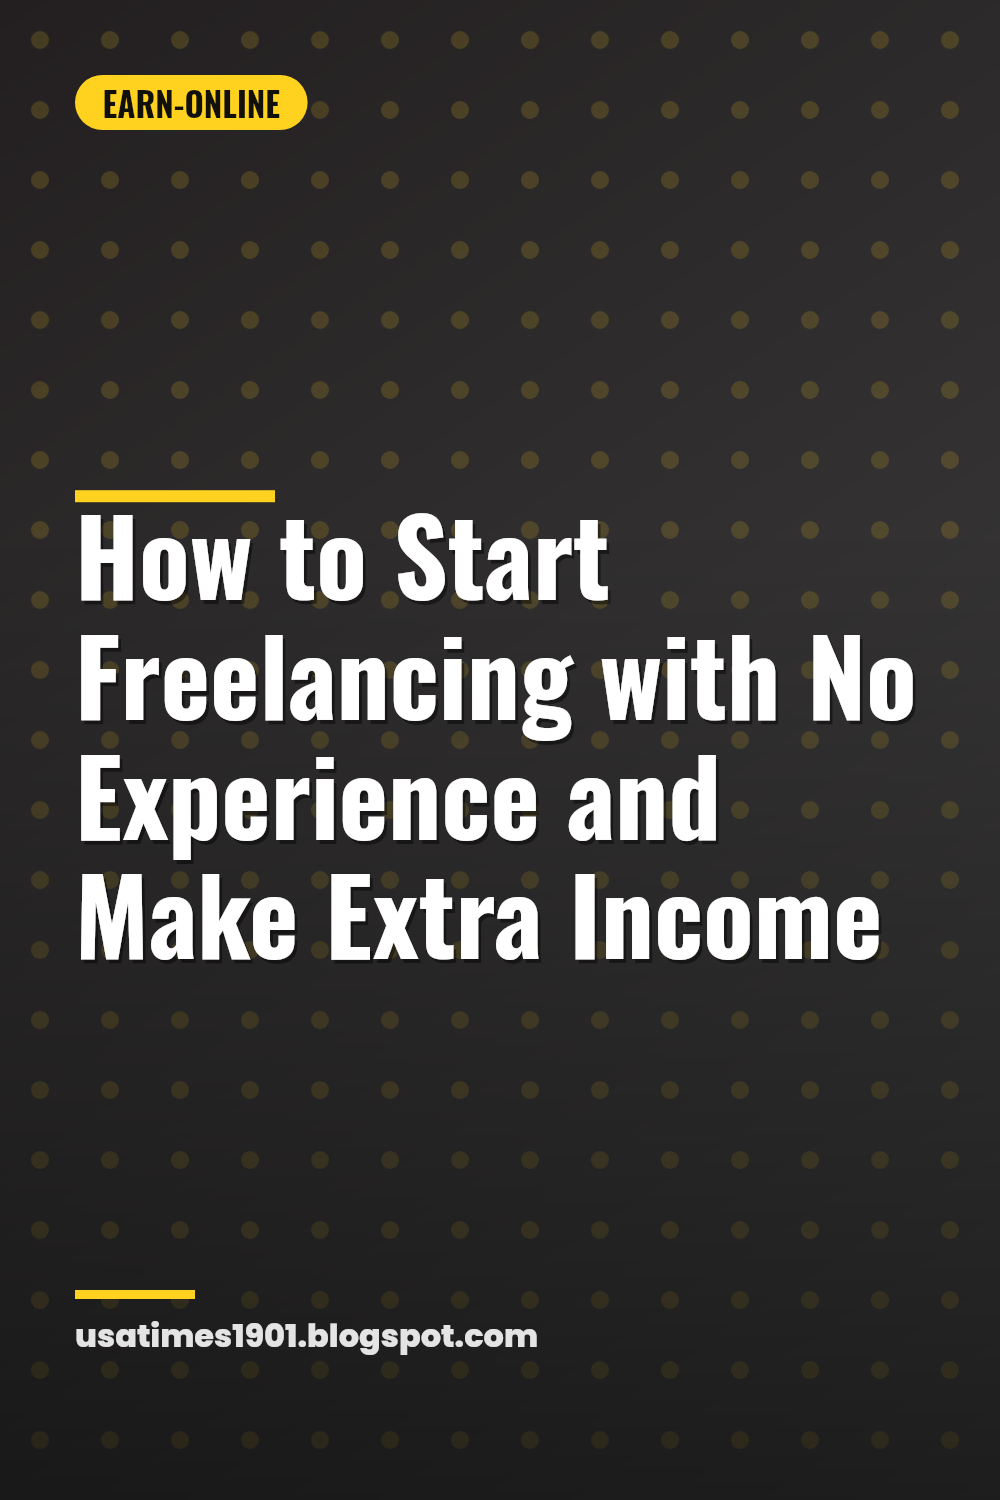 EARN-ONLINE
How to Start
Freelancing with No
Experience and
Make Extra Income
usatimes1901.blogspot.com